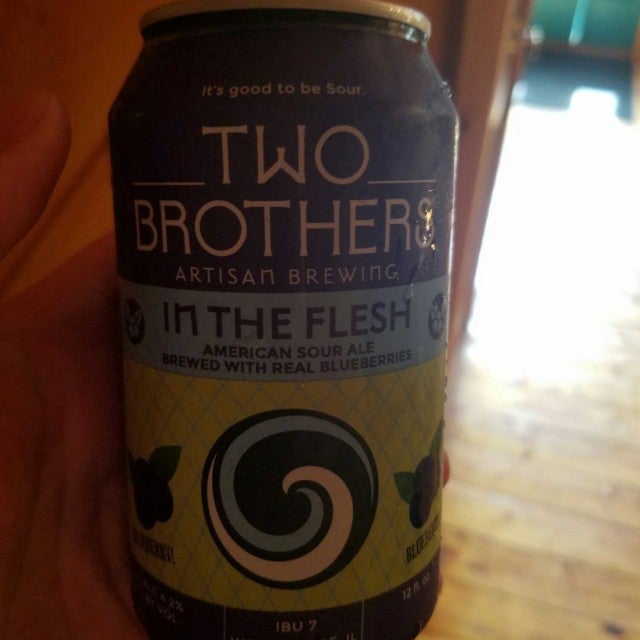 It's good to be Sour.
TWO
BROTHERS
ARTISAN BREWING
IN THE FLESH
AMERICAN SOUR ALE
BREWED WITH REAL BLUEBERRIES
IBU 7
12 fl oz